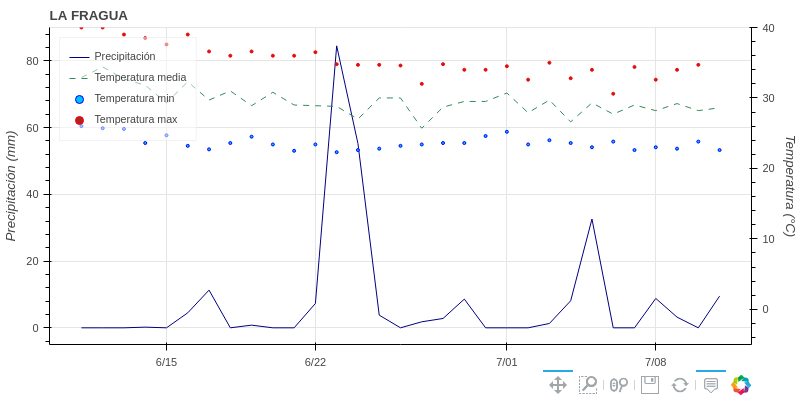 LA FRAGUA
Precipitación
Temperatura media
Temperatura min
Temperatura max
Precipitación (mm)
80
60
40
20
0
Temperatura (°C)
40
30
20
10
0
6/15
6/22
7/01
7/08